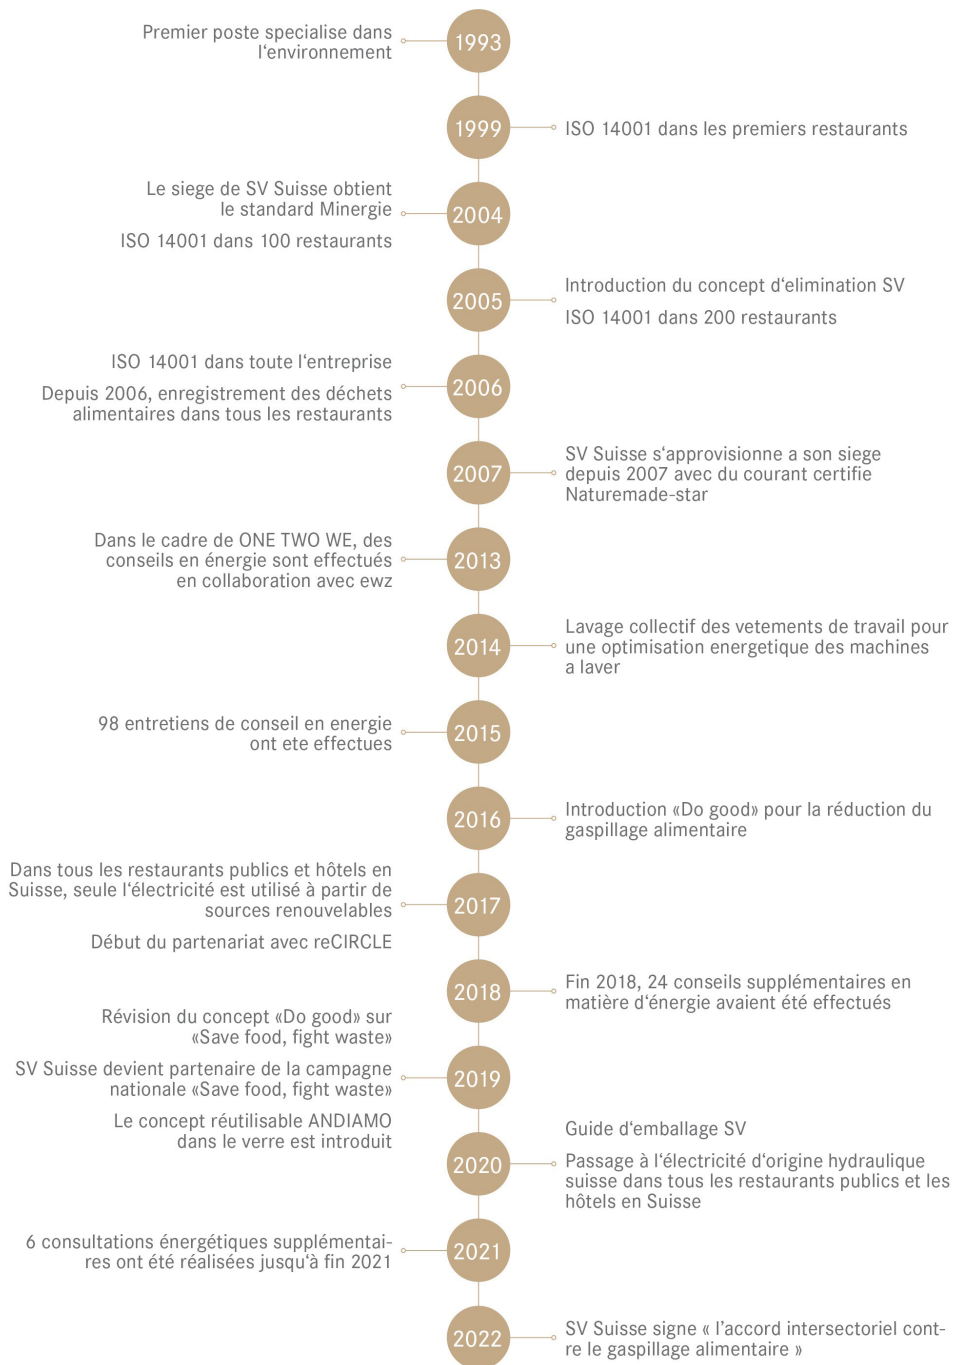 Premier poste specialise dans
l‘environnement
1993
1999
ISO 14001 dans les premiers restaurants
Le siege de SV Suisse obtient
le standard Minergie
ISO 14001 dans 100 restaurants
2004
2005
Introduction du concept d‘elimination SV
ISO 14001 dans 200 restaurants
ISO 14001 dans toute l‘entreprise
Depuis 2006, enregistrement des déchets
alimentaires dans tous les restaurants
2006
2007
SV Suisse s‘approvisionne a son siege
depuis 2007 avec du courant certifie
Naturemade-star
Dans le cadre de ONE TWO WE, des
conseils en énergie sont effectués
en collaboration avec ewz
2013
2014
Lavage collectif des vetements de travail pour
une optimisation energetique des machines
a laver
98 entretiens de conseil en energie
ont ete effectues
2015
2016
Introduction «Do good» pour la réduction du
gaspillage alimentaire
Dans tous les restaurants publics et hôtels en
Suisse, seule l‘électricité est utilisé à partir de
sources renouvelables
Début du partenariat avec reCIRCLE
2017
2018
Fin 2018, 24 conseils supplémentaires en
matière d‘énergie avaient été effectués
Révision du concept «Do good» sur
«Save food, fight waste»
SV Suisse devient partenaire de la campagne
nationale «Save food, fight waste»
Le concept réutilisable ANDIAMO
dans le verre est introduit
2019
2020
Guide d‘emballage SV
Passage à l‘électricité d‘origine hydraulique
suisse dans tous les restaurants publics et les
hôtels en Suisse
6 consultations énergétiques supplémentai-
res ont été réalisées jusqu‘à fin 2021
2021
2022
SV Suisse signe « l’accord intersectoriel cont-
re le gaspillage alimentaire »